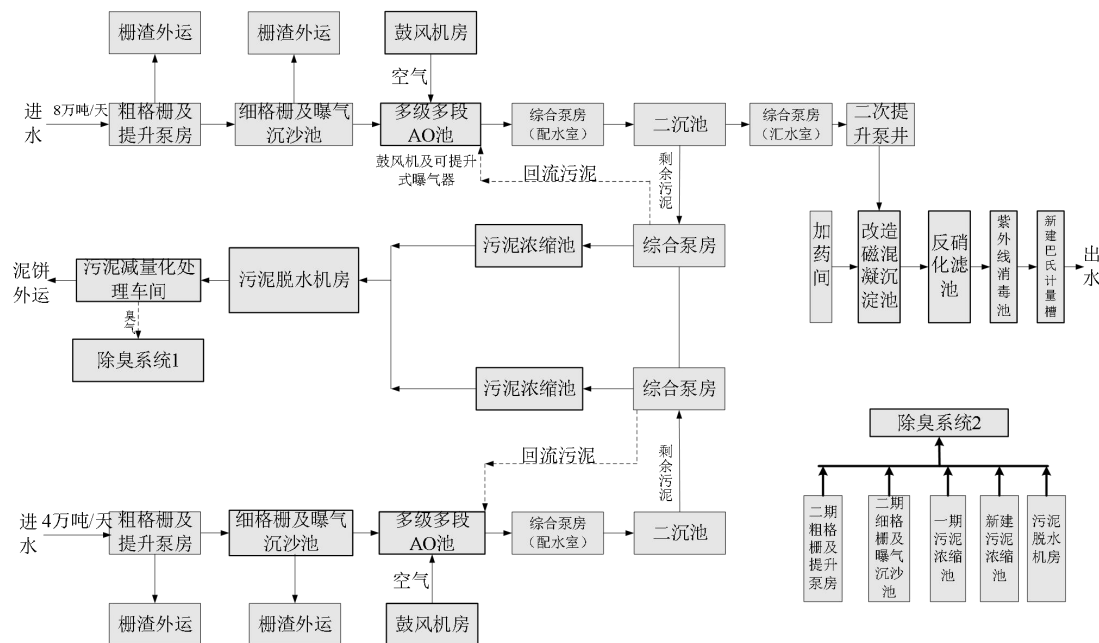 栅渣外运
栅渣外运
鼓风机房
空气
进水
8万吨/天
粗格栅及
提升泵房
细格栅及曝气
沉沙池
多级多段
AO池
综合泵房
（配水室）
二沉池
综合泵房
（汇水室）
二次提
升泵井
鼓风机及可提升
式曝气器
回流污泥
剩余污泥
污泥浓缩池
综合泵房
加药间
改造磁混凝沉淀池
反硝化滤池
紫外线消毒池
新建巴氏计量槽
出水
泥饼
外运
污泥减量化处
理车间
污泥脱水机房
臭气
除臭系统1
污泥浓缩池
综合泵房
回流污泥
剩余污泥
除臭系统2
进水
4万吨/天
粗格栅及
提升泵房
细格栅及曝气
沉沙池
多级多段
AO池
综合泵房
（配水室）
二沉池
空气
栅渣外运
栅渣外运
鼓风机房
二期粗格栅及提升泵房
二期细格栅及曝气沉沙池
一期污泥浓缩池
新建污泥浓缩池
污泥脱水机房